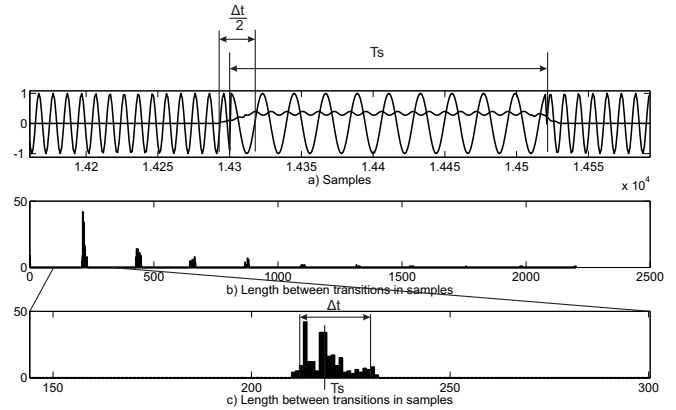 Δt
2
Ts
1
0
-1
1.42 1.425 1.43 1.435 1.44 1.445 1.45 1.455
a) Samples
x 10^4
50
0
0 500 1000 1500 2000 2500
b) Length between transitions in samples
Δt
50
0
150 200 250 300
Ts
c) Length between transitions in samples